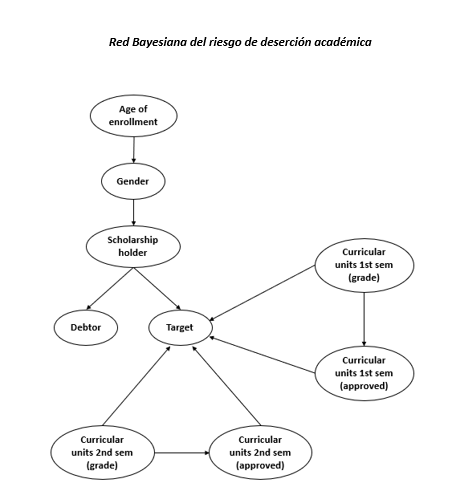 Red Bayesiana del riesgo de deserción académica
Age of
enrollment
Gender
Scholarship
holder
Debtor
Target
Curricular
units 1st sem
(grade)
Curricular
units 1st sem
(approved)
Curricular
units 2nd sem
(grade)
Curricular
units 2nd sem
(approved)